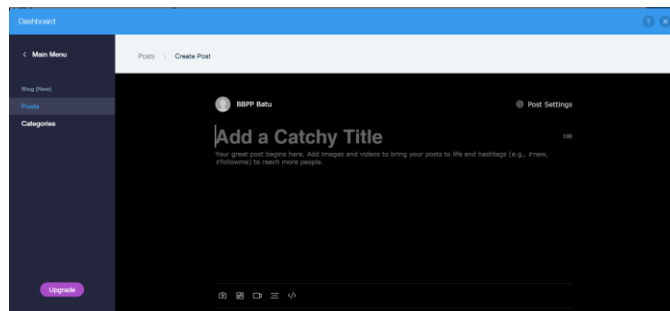 Dashboard
?
< Main Menu
Posts > Create Post
Blog (New)
Posts
Categories
BBPP Batu
Post Settings
Add a Catchy Title
100
Your great post begins here. Add images and videos to bring your posts to life and hashtags (e.g., #new,
#followme) to reach more people.
Upgrade